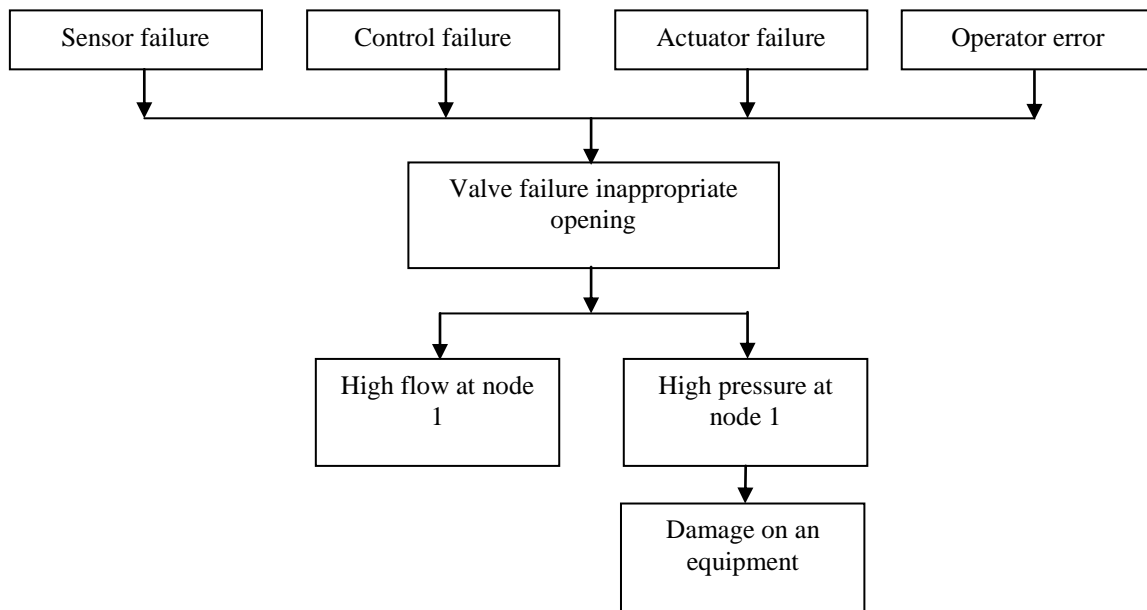 Sensor failure
Control failure
Actuator failure
Operator error
Valve failure inappropriate
opening
High flow at node
1
High pressure at
node 1
Damage on an
equipment